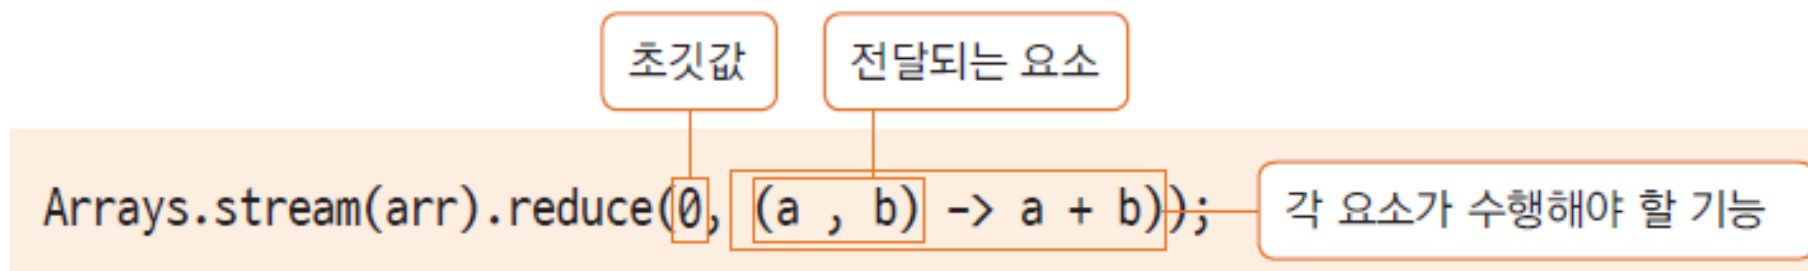 초깃값
전달되는 요소
Arrays.stream(arr).reduce(0, (a , b) -> a + b));
각 요소가 수행해야 할 기능